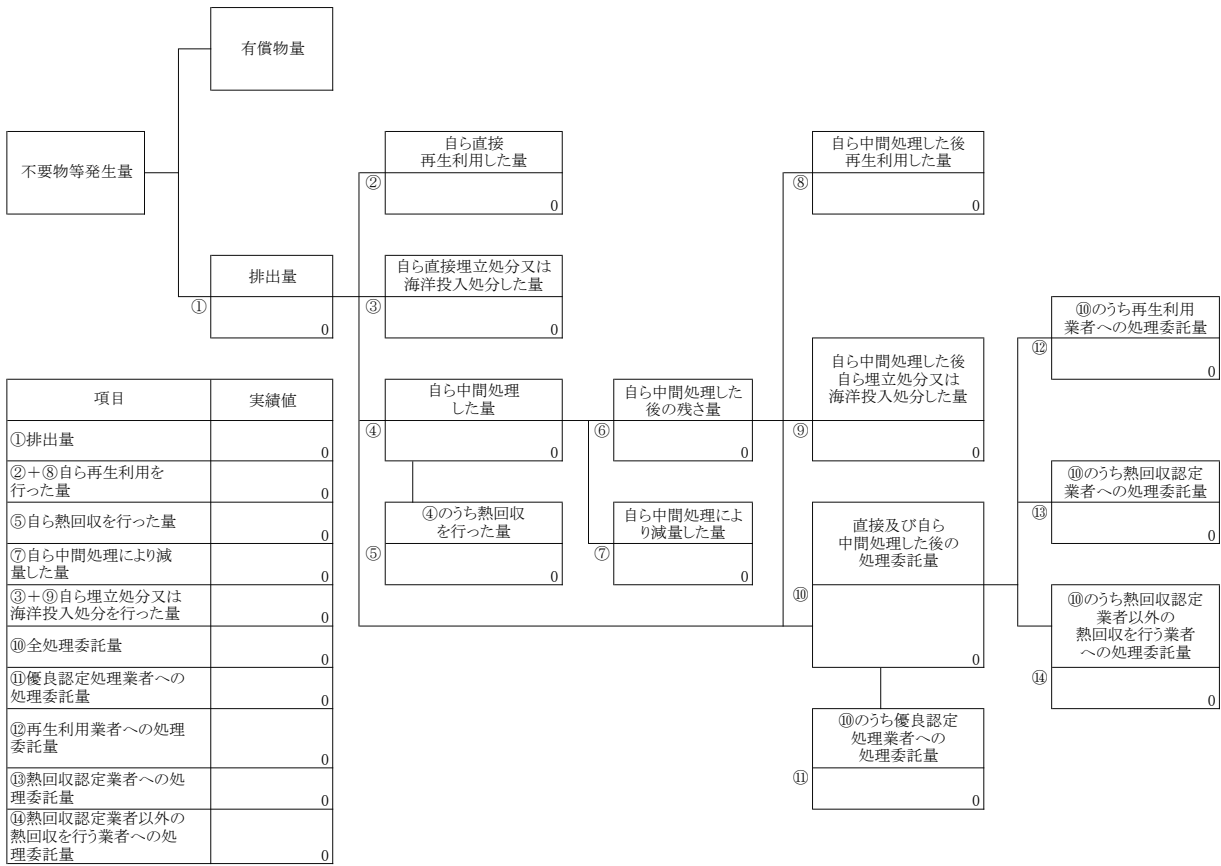 有償物量
不要物等発生量
自ら直接
再生利用した量
②
0
自ら中間処理した後
再生利用した量
⑧
0
排出量
①
0
自ら直接埋立処分又は
海洋投入処分した量
③
0
⑩のうち再生利用
業者への処理委託量
⑫
0
自ら中間処理
した量
④
0
自ら中間処理した
後の残さ量
⑥
0
自ら中間処理した後
自ら埋立処分又は
海洋投入処分した量
⑨
0
⑩のうち熱回収認定
業者への処理委託量
⑬
0
④のうち熱回収
を行った量
⑤
0
自ら中間処理によ
り減量した量
⑦
0
直接及び自ら
中間処理した後の
処理委託量
⑩
0
⑩のうち熱回収認定
業者以外の
熱回収を行う業者
への処理委託量
⑭
0
⑩のうち優良認定
処理業者への
処理委託量
⑪
0
項目 実績値
①排出量
0
②＋⑧自ら再生利用を
行った量 0
⑤自ら熱回収を行った量
0
⑦自ら中間処理により減
量した量 0
③＋⑨自ら埋立処分又は
海洋投入処分を行った量 0
⑩全処理委託量
0
⑪優良認定処理業者への
処理委託量 0
⑫再生利用業者への処理
委託量
0
⑬熱回収認定業者への処
理委託量 0
⑭熱回収認定業者以外の
熱回収を行う業者への処
理委託量 0